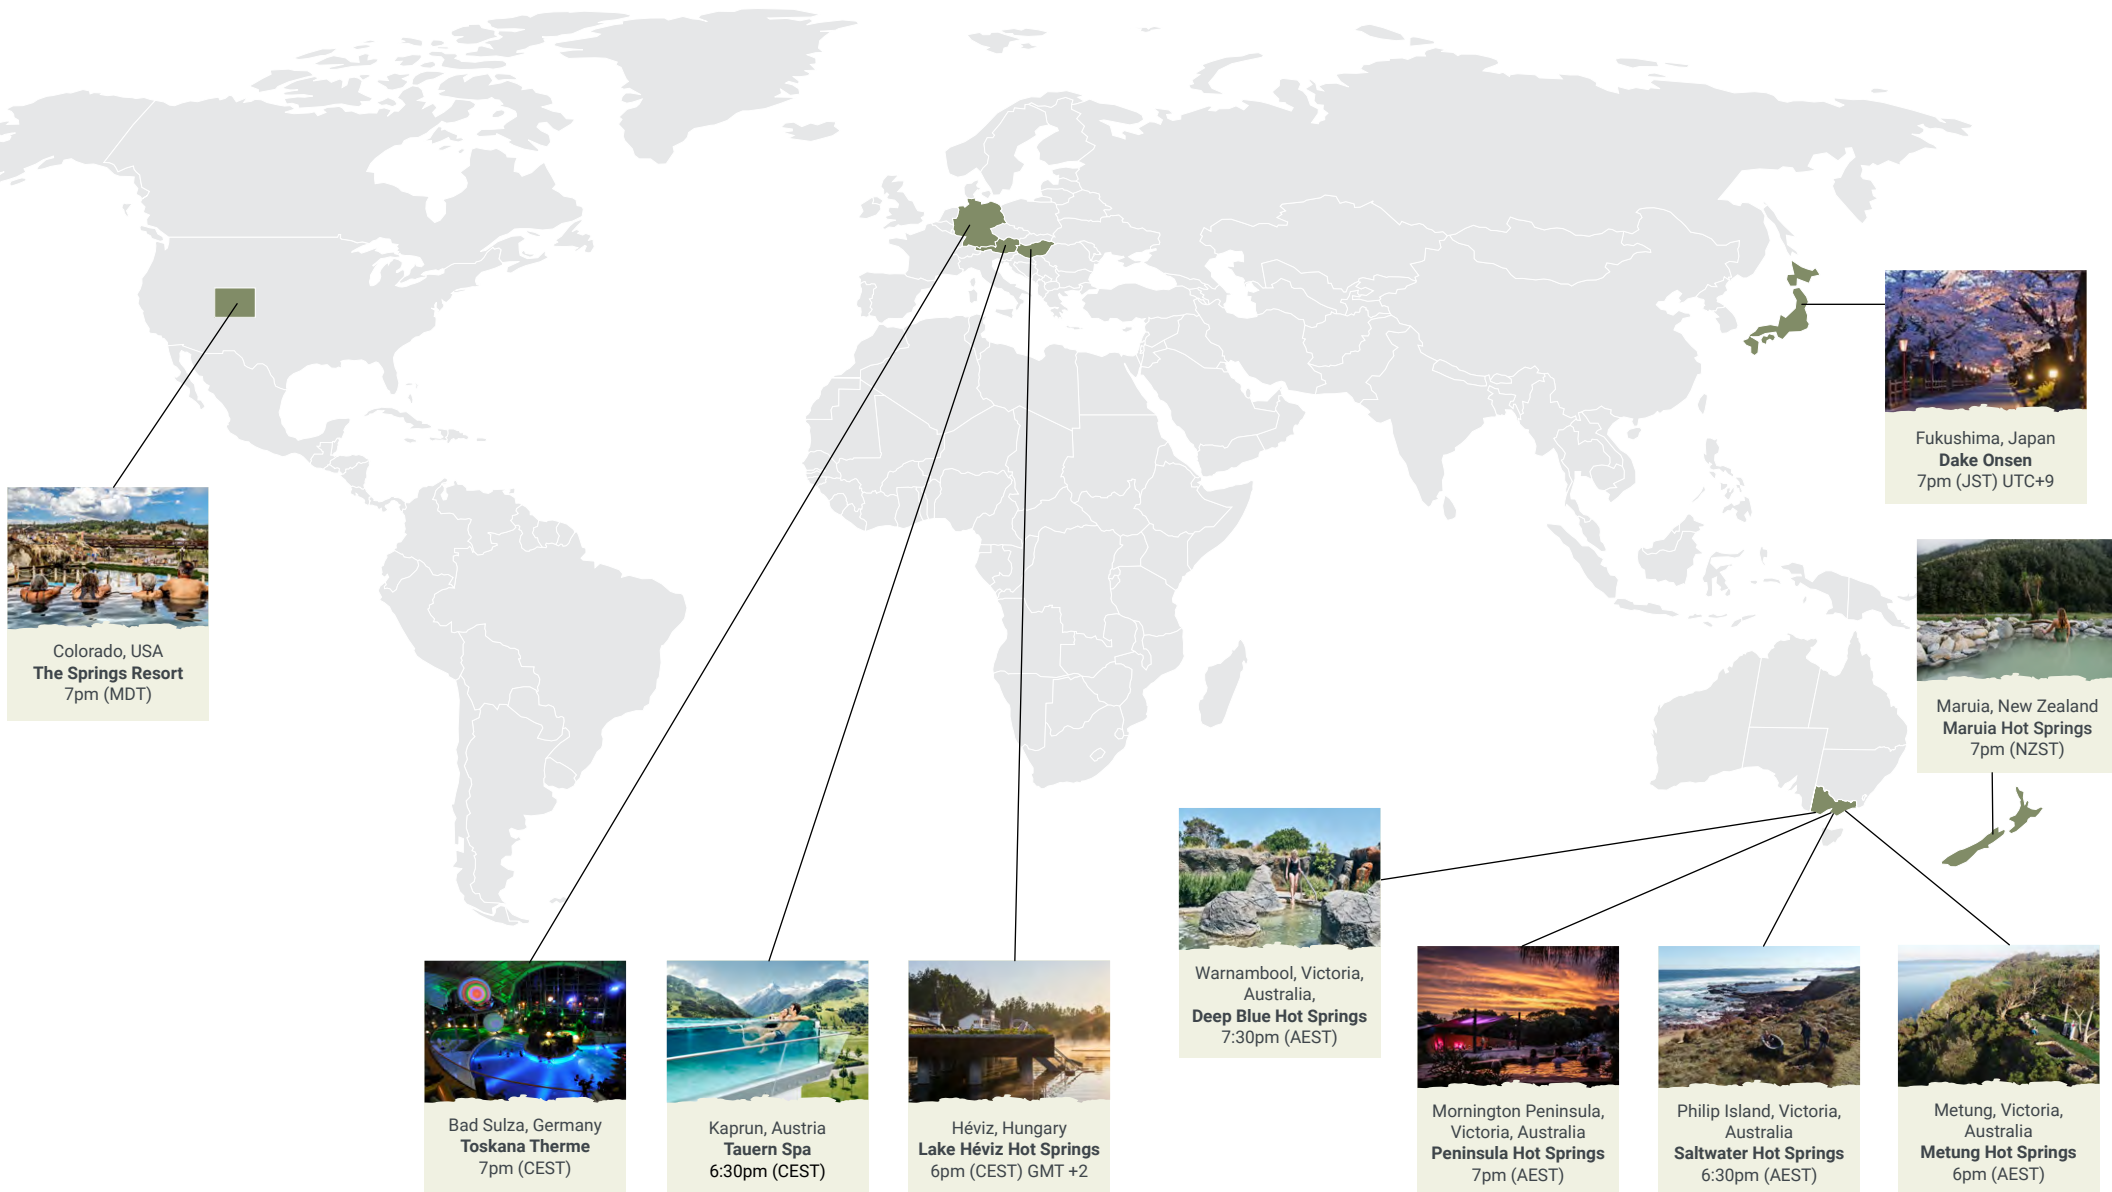 Fukushima, Japan
Dake Onsen
7pm (JST) UTC+9
Colorado, USA
The Springs Resort
7pm (MDT)
Maruia, New Zealand
Maruia Hot Springs
7pm (NZST)
Warnambool, Victoria,
Australia,
Deep Blue Hot Springs
7:30pm (AEST)
Bad Sulza, Germany
Toskana Therme
7pm (CEST)
Kaprun, Austria
Tauern Spa
6:30pm (CEST)
Héviz, Hungary
Lake Héviz Hot Springs
6pm (CEST) GMT +2
Mornington Peninsula,
Victoria, Australia
Peninsula Hot Springs
7pm (AEST)
Philip Island, Victoria,
Australia
Saltwater Hot Springs
6:30pm (AEST)
Metung, Victoria,
Australia
Metung Hot Springs
6pm (AEST)